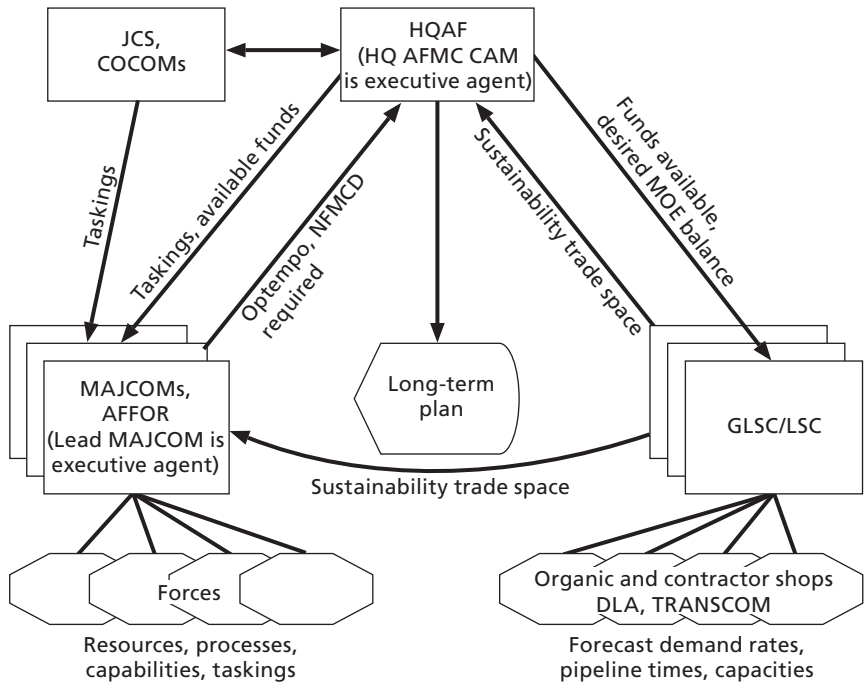 JCS,
COCOMs
HQAF
(HQ AFMC CAM
is executive agent)
Taskings
Taskings, available funds
Optempo, NFMCD
required
Sustainability trade space
Funds available,
desired MOE balance
MAJCOMs,
AFFOR
(Lead MAJCOM is
executive agent)
Long-term
plan
GLSC/LSC
Sustainability trade space
Forces
Organic and contractor shops
DLA, TRANSCOM
Resources, processes,
capabilities, taskings
Forecast demand rates,
pipeline times, capacities